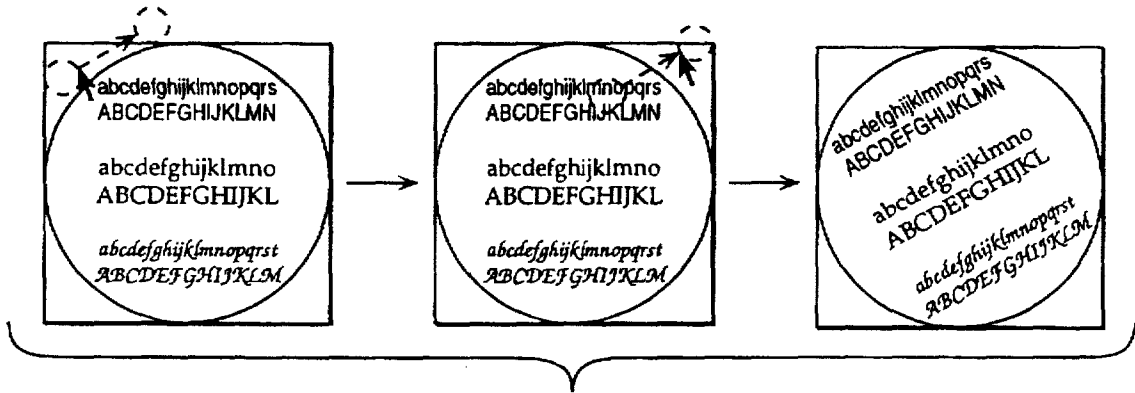 abcdefghijklmnopqrs
ABCDEFGHIJKLMN
abcdefghijklmno
ABCDEFGHIJKL
abcdefghijklmnopqrst
ABCDEFGHIJKLM
abcdefghijklmnopqrs
ABCDEFGHIJKLMN
abcdefghijklmno
ABCDEFGHIJKL
abcdefghijklmnopqrst
ABCDEFGHIJKLM
abcdefghijklmnopqrs
ABCDEFGHIJKLMN
abcdefghijklmno
ABCDEFGHIJKL
abcdefghijklmnopqrst
ABCDEFGHIJKLM